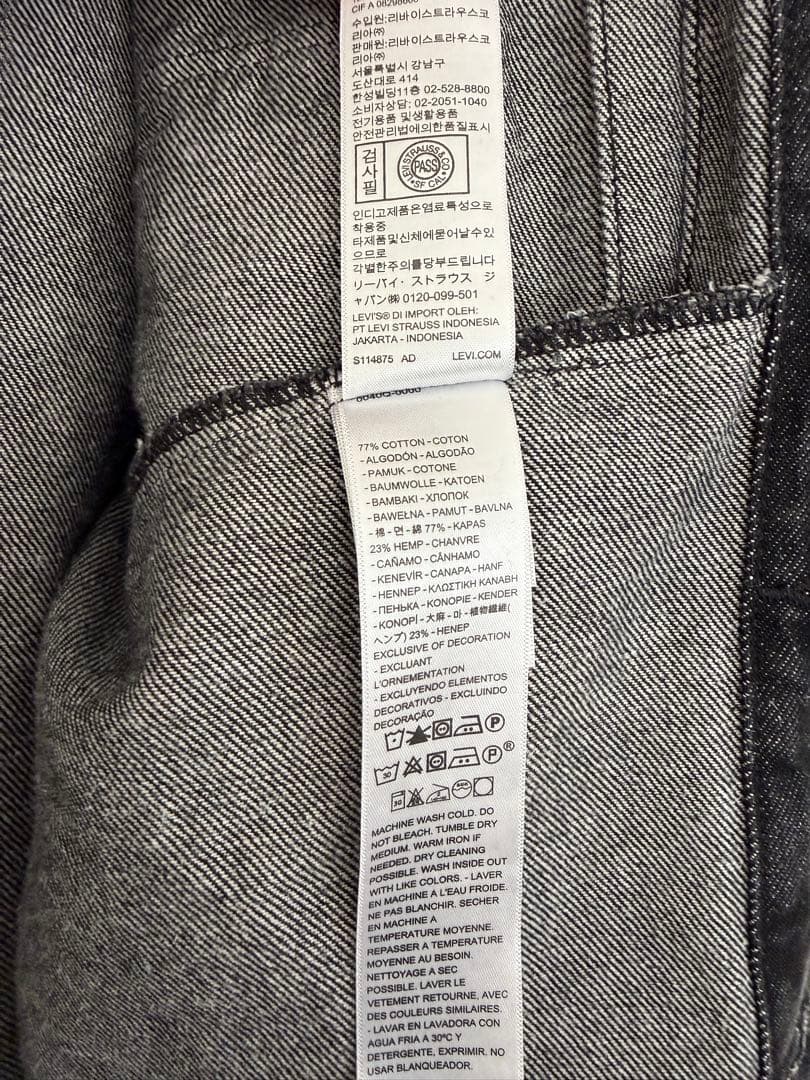 CIF A
수입원:리바이스트라우스코
리아㈜
판매원:리바이스트라우스코
리아㈜
서울특별시 강남구
도산대로 414
한성빌딩11층 02-528-8800
소비자상담: 02-2051-1040
전기용품 및생활용품
안전관리법에의한품질표시
검사필
LEVI STRAUSS & CO
PASS
SF CAL
인디고제품은염료특성으로
착용중
타제품및신체에묻어날수있
으므로
각별한주의를당부드립니다
リーバイ・ストラウス ジ
ャパン㈱ 0120-099-501
LEVI'S® DI IMPORT OLEH:
PT LEVI STRAUSS INDONESIA
JAKARTA - INDONESIA
S114875 AD LEVI.COM
77% COTTON - COTON
- ALGODÓN - ALGODÃO
- PAMUK - COTONE
- BAUMWOLLE - KATOEN
- BAMBAKI - ХЛОПОК
- BAWEŁNA - PAMUT - BAVLNA
- 棉 - 면 - 綿 77% - KAPAS
23% HEMP - CHANVRE
- CAÑAMO - CÂNHAMO
- KENEVİR - CANAPA - HANF
- HENNEP - ΚΛΩΣΤΙΚΗ ΚΑΝΑΒΗ
- ПЕНЬКА - KONOPIE - KENDER
- KONOPÍ - 大麻 - 마 - 植物繊維(
ヘンプ) 23% - HENEP
EXCLUSIVE OF DECORATION
- EXCLUANT
L'ORNEMENTATION
- EXCLUYENDO ELEMENTOS
DECORATIVOS - EXCLUINDO
DECORAÇÃO
P
30 P ®
30
MACHINE WASH COLD. DO
NOT BLEACH. TUMBLE DRY
MEDIUM. WARM IRON IF
NEEDED. DRY CLEANING
POSSIBLE. WASH INSIDE OUT
WITH LIKE COLORS. - LAVER
EN MACHINE A L'EAU FROIDE.
NE PAS BLANCHIR. SECHER
EN MACHINE A
TEMPERATURE MOYENNE.
REPASSER A TEMPERATURE
MOYENNE AU BESOIN.
NETTOYAGE A SEC
POSSIBLE. LAVER LE
VETEMENT RETOURNE, AVEC
DES COULEURS SIMILAIRES.
- LAVAR EN LAVADORA CON
AGUA FRIA A 30ºC Y
DETERGENTE, EXPRIMIR. NO
USAR BLANQUEADOR.